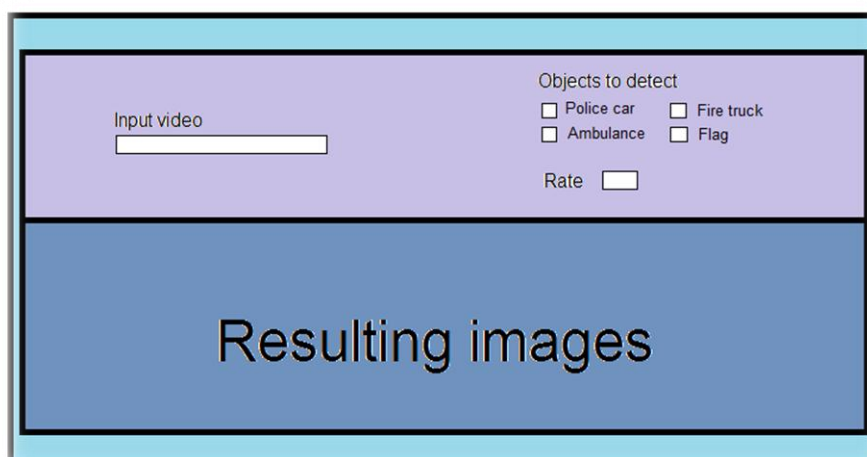 Objects to detect
Police car Fire truck
Input video
Ambulance Flag
Rate
Resulting images